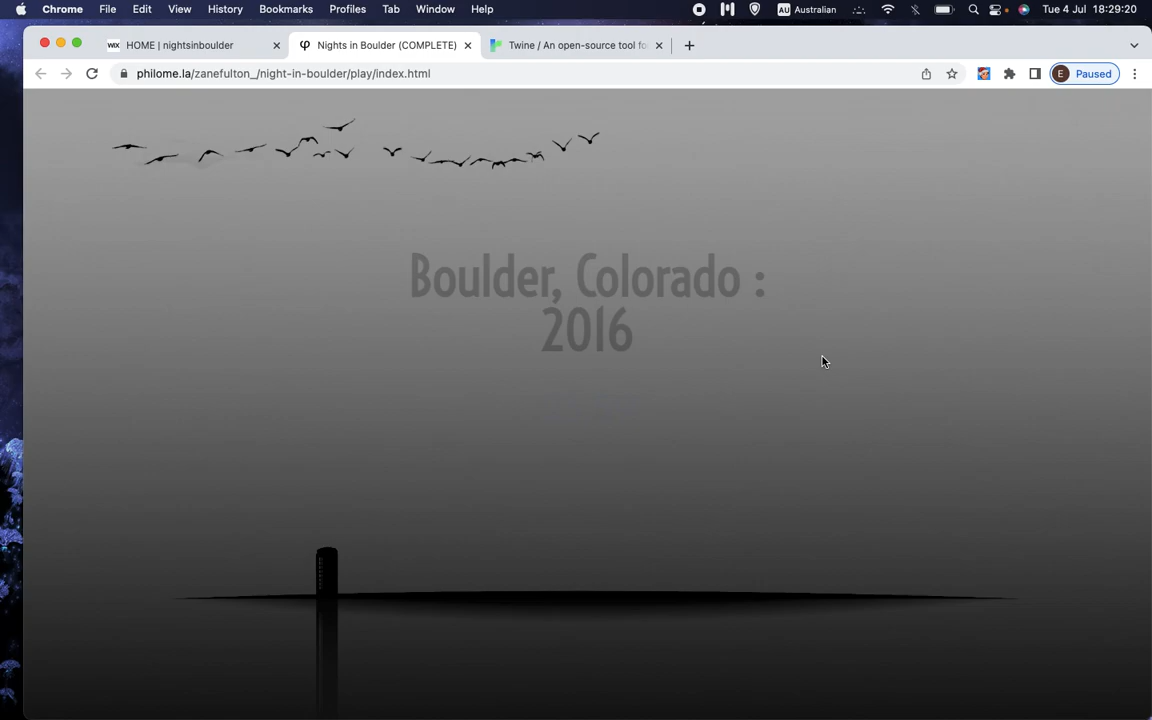 Chrome File Edit View History Bookmarks Profiles Tab Window Help AU Australian Tue 4 Jul 18:29:20
WIX HOME | nightsinboulder Nights in Boulder (COMPLETE) Twine / An open-source tool fo
philome.la/zanefulton_/night-in-boulder/play/index.html E Paused
Boulder, Colorado :
2016